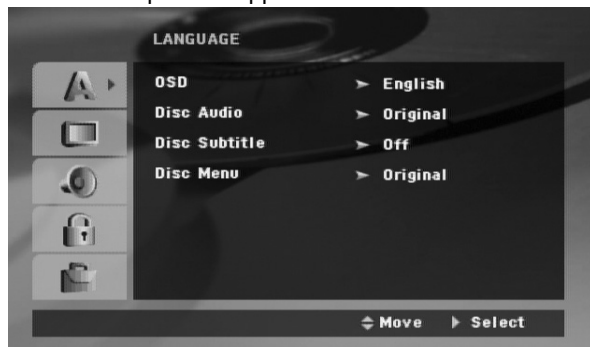 LANGUAGE
OSD ➤ English
Disc Audio ➤ Original
Disc Subtitle ➤ Off
Disc Menu ➤ Original
A
Move Select